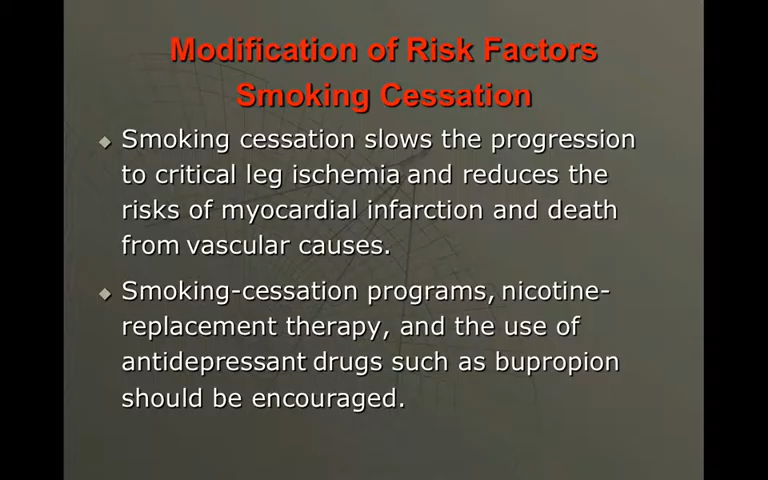 Modification of Risk Factors
Smoking Cessation
Smoking cessation slows the progression
to critical leg ischemia and reduces the
risks of myocardial infarction and death
from vascular causes.
Smoking-cessation programs, nicotine-
replacement therapy, and the use of
antidepressant drugs such as bupropion
should be encouraged.